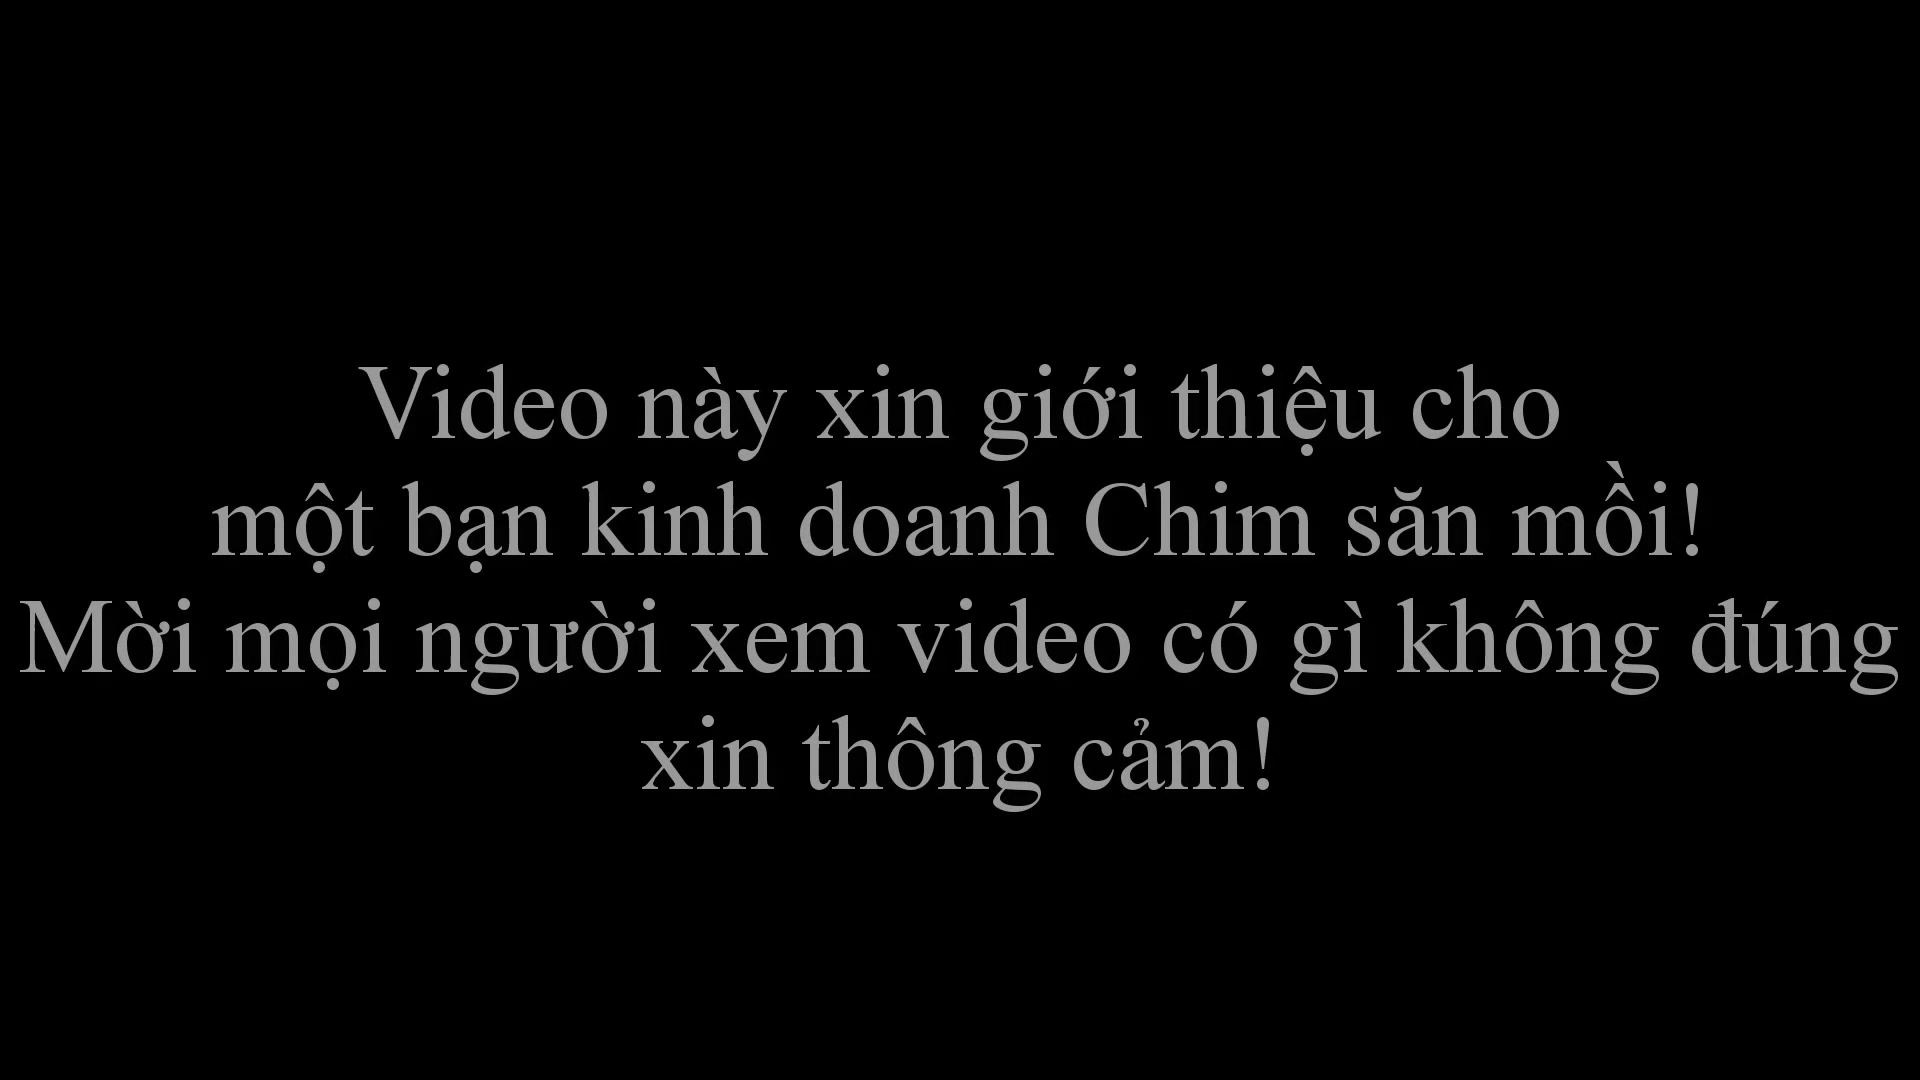 Video này xin giới thiệu cho
một bạn kinh doanh Chim săn mồi!
Mời mọi người xem video có gì không đúng
xin thông cảm!